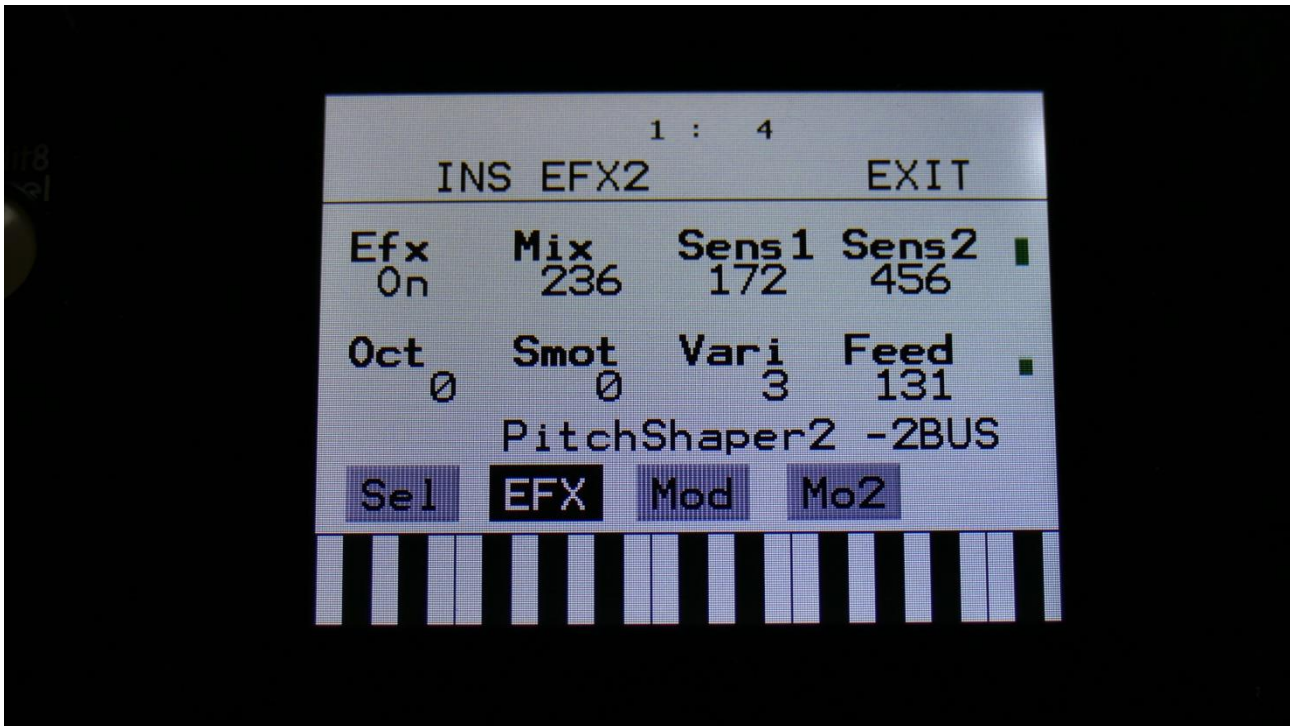 1 : 4
INS EFX2 EXIT
Efx Mix Sens1 Sens2
On 236 172 456
Oct Smot Vari Feed
0 0 3 131
PitchShaper2 -2BUS
Sel EFX Mod Mo2